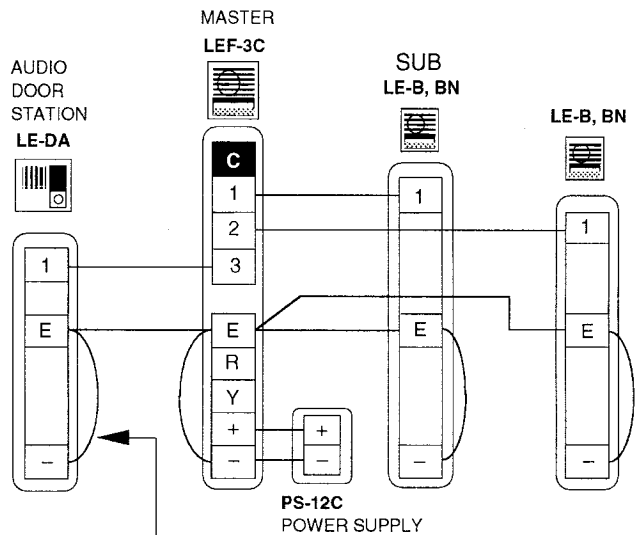 MASTER
LEF-3C
AUDIO
DOOR
STATION
LE-DA
SUB
LE-B, BN
LE-B, BN
C
1
2
3
E
R
Y
+
–
1
E
–
1
E
–
1
E
–
+
–
PS-12C
POWER SUPPLY